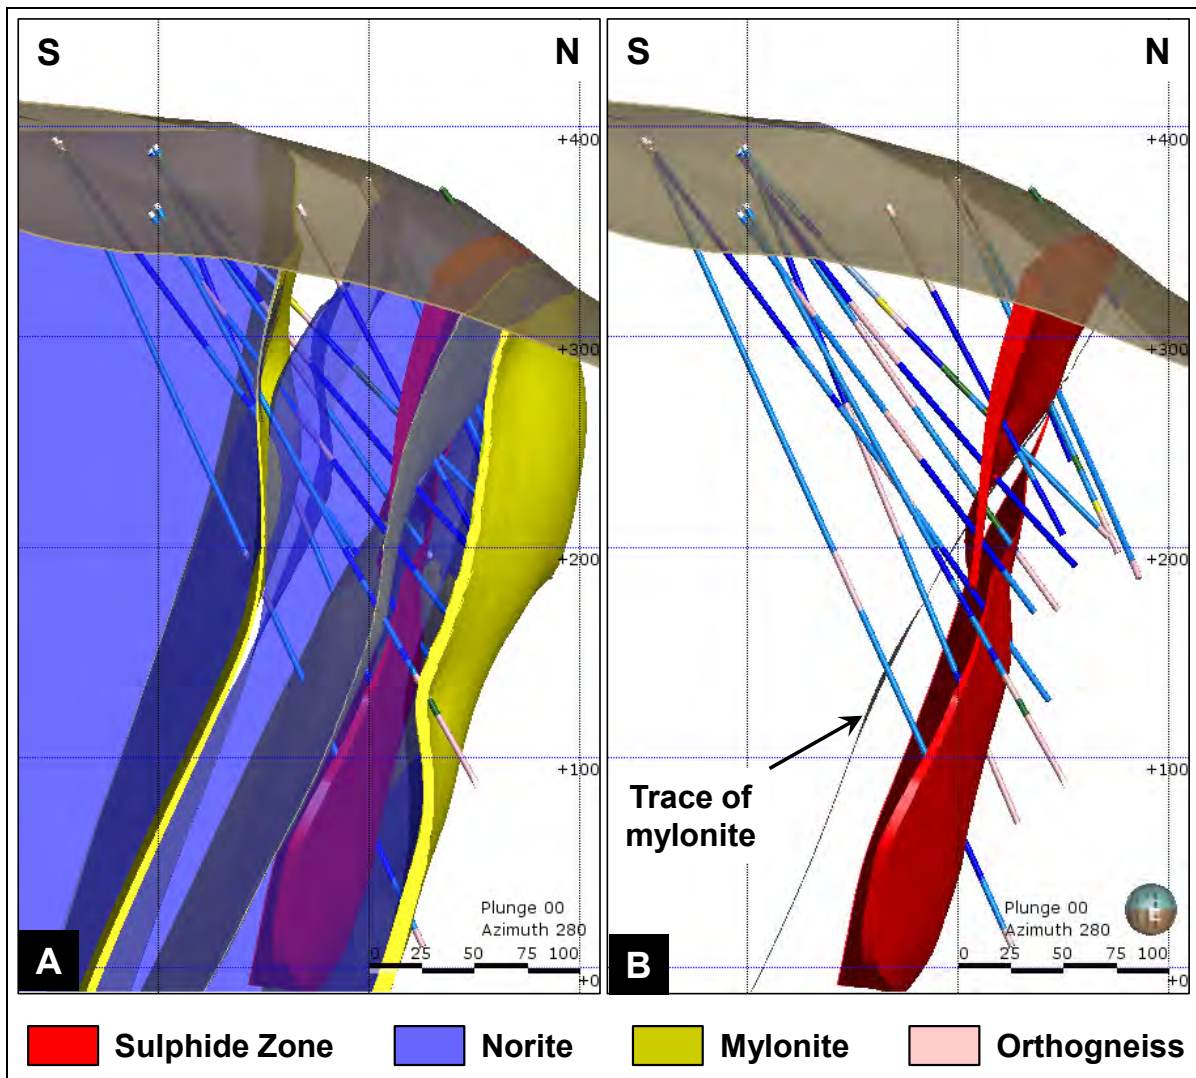 S
N
+400
+300
+200
+100
Plunge 00
Azimuth 280
0 25 50 75 100
+0
A
S
N
+400
+300
+200
+100
Trace of
mylonite
Plunge 00
Azimuth 280
0 25 50 75 100
+0
E
B
Sulphide Zone
Norite
Mylonite
Orthogneiss